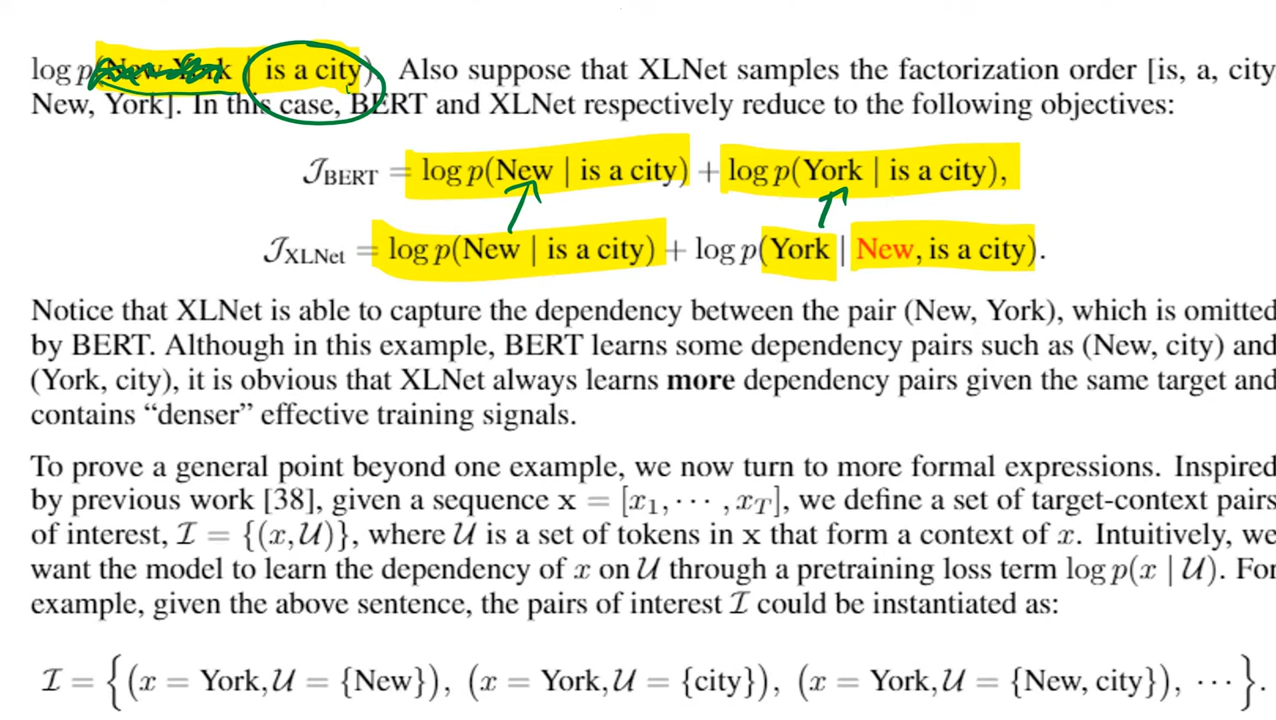 log p(New York | is a city). Also suppose that XLNet samples the factorization order [is, a, city
New, York]. In this case, BERT and XLNet respectively reduce to the following objectives:
𝒥BERT = log p(New | is a city) + log p(York | is a city),
𝒥XLNet = log p(New | is a city) + log p(York | New, is a city).
Notice that XLNet is able to capture the dependency between the pair (New, York), which is omitted
by BERT. Although in this example, BERT learns some dependency pairs such as (New, city) and
(York, city), it is obvious that XLNet always learns more dependency pairs given the same target and
contains “denser” effective training signals.
To prove a general point beyond one example, we now turn to more formal expressions. Inspired
by previous work [38], given a sequence x = [x₁, ⋯ , x_T], we define a set of target-context pairs
of interest, ℐ = {(x, 𝒰)}, where 𝒰 is a set of tokens in x that form a context of x. Intuitively, we
want the model to learn the dependency of x on 𝒰 through a pretraining loss term log p(x | 𝒰). For
example, given the above sentence, the pairs of interest ℐ could be instantiated as:
ℐ = {(x = York, 𝒰 = {New}), (x = York, 𝒰 = {city}), (x = York, 𝒰 = {New, city}), ⋯}.